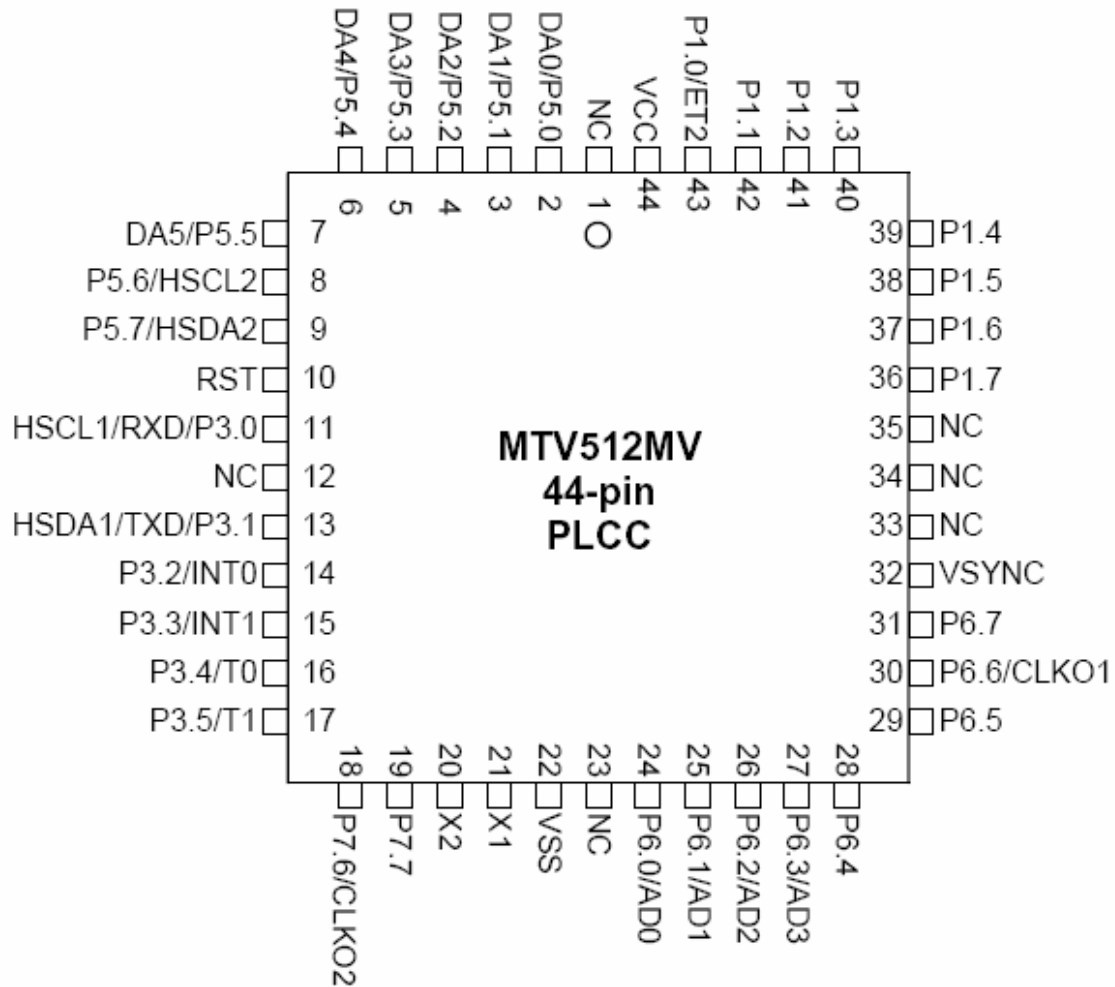 DA4/P5.4
DA3/P5.3
DA2/P5.2
DA1/P5.1
DA0/P5.0
NC
VCC
P1.0/ET2
P1.1
P1.2
P1.3
6
5
4
3
2
1
44
43
42
41
40
DA5/P5.5 7
P5.6/HSCL2 8
P5.7/HSDA2 9
RST 10
HSCL1/RXD/P3.0 11
NC 12
HSDA1/TXD/P3.1 13
P3.2/INT0 14
P3.3/INT1 15
P3.4/T0 16
P3.5/T1 17
MTV512MV
44-pin
PLCC
39 P1.4
38 P1.5
37 P1.6
36 P1.7
35 NC
34 NC
33 NC
32 VSYNC
31 P6.7
30 P6.6/CLKO1
29 P6.5
18
19
20
21
22
23
24
25
26
27
28
P7.6/CLKO2
P7.7
X2
X1
VSS
NC
P6.0/AD0
P6.1/AD1
P6.2/AD2
P6.3/AD3
P6.4